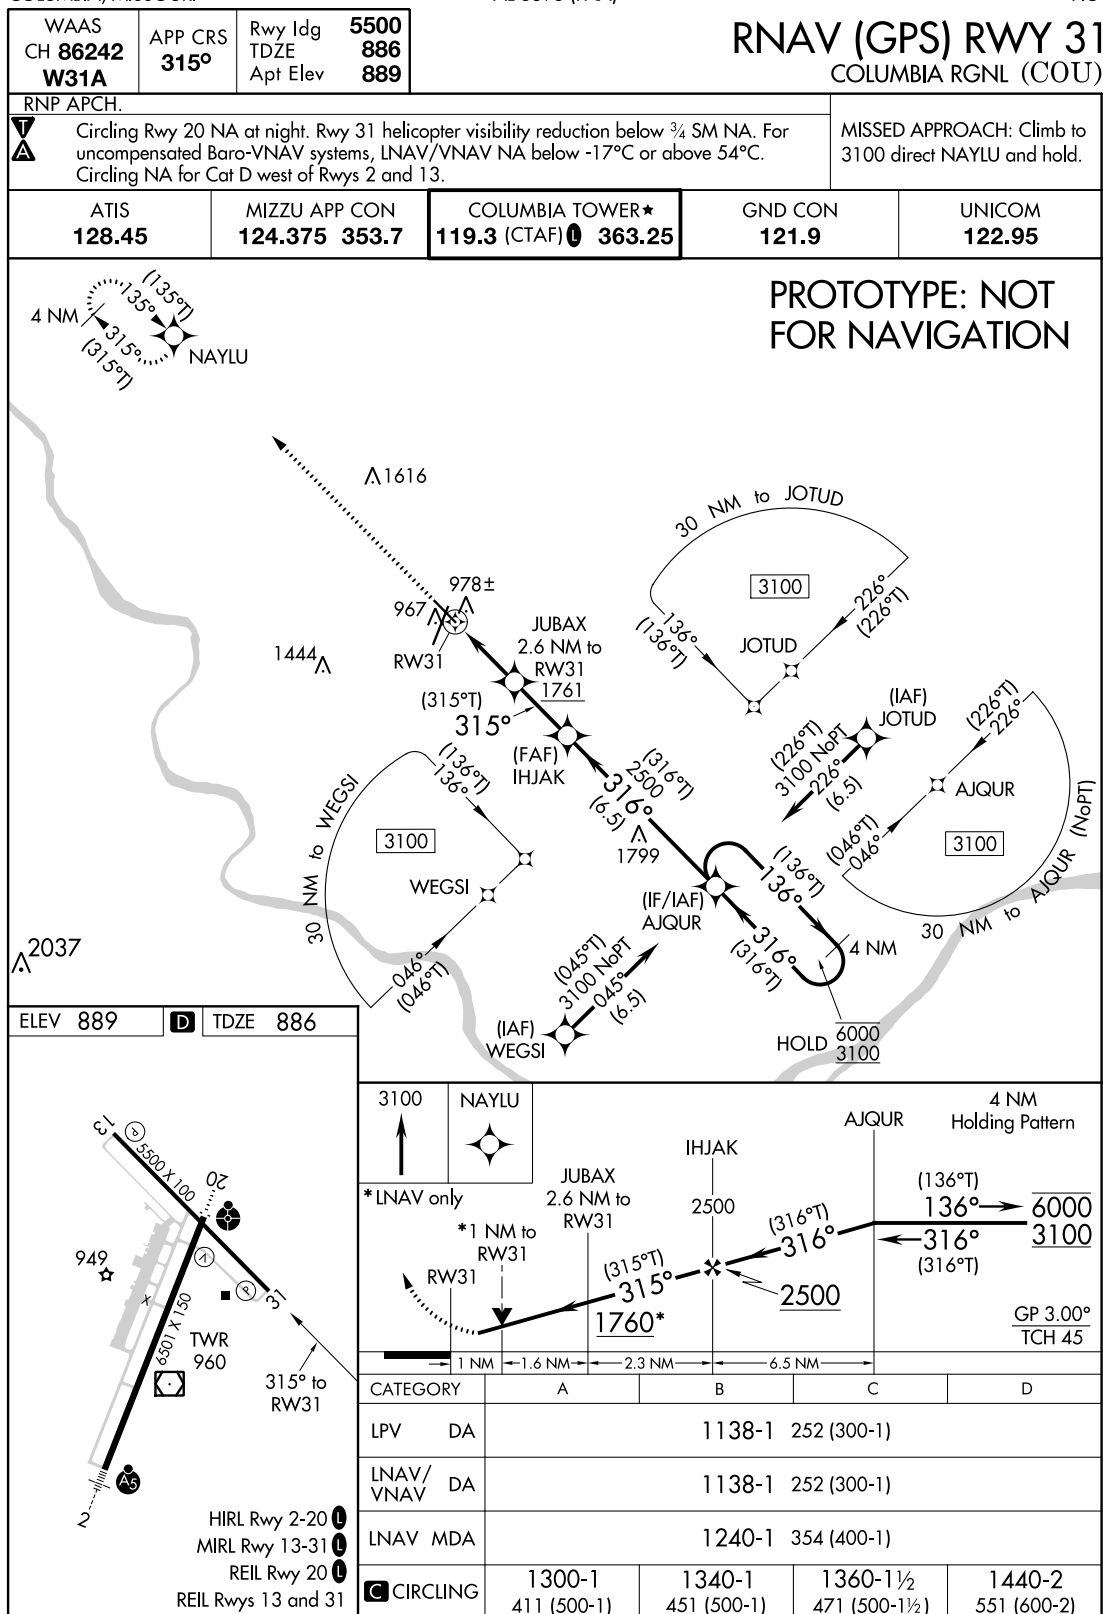 WAAS
CH 86242
W31A
APP CRS
315°
Rwy ldg 5500
TDZE 886
Apt Elev 889
RNAV (GPS) RWY 31
COLUMBIA RGNL (COU)
RNP APCH.
T
A
Circling Rwy 20 NA at night. Rwy 31 helicopter visibility reduction below ¾ SM NA. For
uncompensated Baro-VNAV systems, LNAV/VNAV NA below -17°C or above 54°C.
Circling NA for Cat D west of Rwys 2 and 13.
MISSED APPROACH: Climb to
3100 direct NAYLU and hold.
ATIS
128.45
MIZZU APP CON
124.375 353.7
COLUMBIA TOWER★
119.3 (CTAF) L 363.25
GND CON
121.9
UNICOM
122.95
PROTOTYPE: NOT
FOR NAVIGATION
4 NM
(135°T)
135°
315°
(315°T)
NAYLU
1616
978±
967
RW31
1444
JUBAX
2.6 NM to
RW31
1761
(315°T)
315°
(FAF)
IHJAK
30 NM to JOTUD
3100
136°
(136°T)
226°
(226°T)
JOTUD
(IAF)
JOTUD
(226°T)
3100 NoPT
226°
(6.5)
(226°T)
226°
AJQUR
(046°T)
046°
3100
30 NM to AJQUR (NoPT)
(316°T)
2500
316°
(6.5)
1799
(136°T)
136°
30 NM to WEGSI
3100
WEGSI
046°
(046°T)
(IF/IAF)
AJQUR
(136°T)
136°
316°
(316°T)
4 NM
2037
(045°T)
3100 NoPT
045°
(6.5)
(IAF)
WEGSI
HOLD 6000
3100
ELEV 889
D
TDZE 886
13
P
5500 X 100
20
949
V
P
31
X
6501 X 150
TWR
960
315° to
RW31
A5
2
HIRL Rwy 2-20 L
MIRL Rwy 13-31 L
REIL Rwy 20 L
REIL Rwys 13 and 31
3100
NAYLU
*LNAV only
*1 NM to
RW31
RW31
JUBAX
2.6 NM to
RW31
IHJAK
2500
AJQUR
4 NM
Holding Pattern
(136°T)
136°
6000
3100
316°
(316°T)
(316°T)
316°
(315°T)
315°
1760*
2500
GP 3.00°
TCH 45
1 NM
1.6 NM
2.3 NM
6.5 NM
CATEGORY A B C D
LPV DA 1138-1 252 (300-1)
LNAV/
VNAV DA 1138-1 252 (300-1)
LNAV MDA 1240-1 354 (400-1)
C CIRCLING
1300-1
411 (500-1)
1340-1
451 (500-1)
1360-1½
471 (500-1½)
1440-2
551 (600-2)